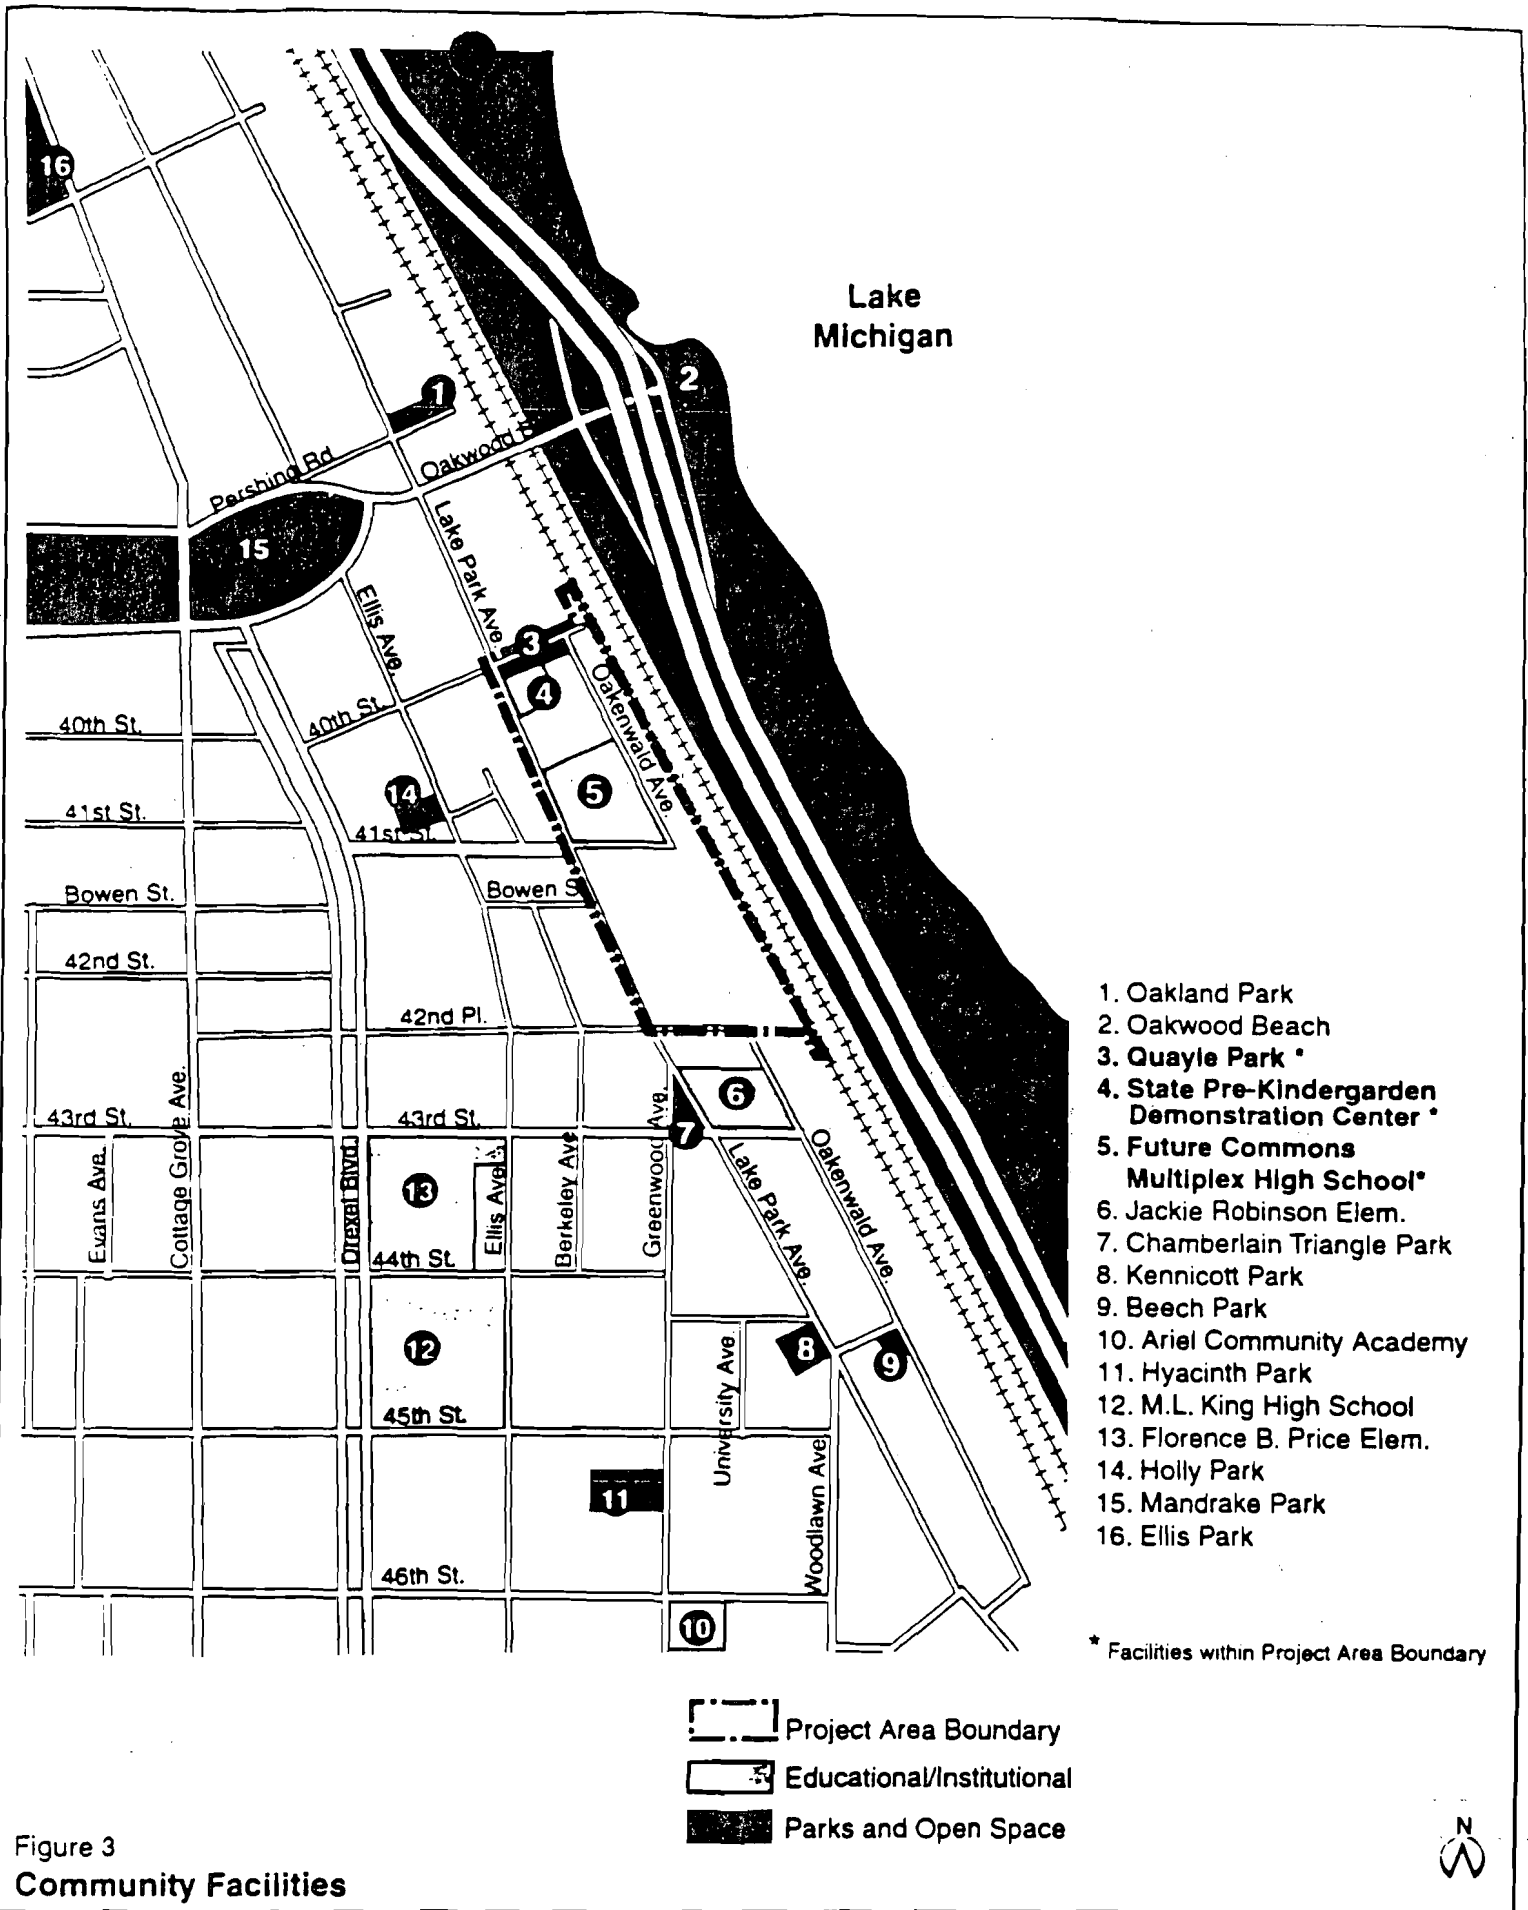 16
Lake
Michigan
2
1
Pershing Rd
Oakwood B
15
Lake Park Ave.
Ellis Ave.
3
4
Oakenwald Ave.
40th St.
40th St.
14
5
41st St.
41st St.
Bowen St.
Bowen S
42nd St.
42nd Pl.
6
43rd St.
43rd St.
7
Evans Ave.
Cottage Grove Ave.
Drexel Blvd.
13
Ellis Ave.
Berkeley Ave
Greenwood Ave.
Lake Park Ave.
Oakenwald Ave.
44th St.
12
8
9
University Ave
45th St.
11
Woodlawn Ave.
46th St.
10
1. Oakland Park
2. Oakwood Beach
3. Quayle Park *
4. State Pre-Kindergarden
Demonstration Center *
5. Future Commons
Multiplex High School*
6. Jackie Robinson Elem.
7. Chamberlain Triangle Park
8. Kennicott Park
9. Beech Park
10. Ariel Community Academy
11. Hyacinth Park
12. M.L. King High School
13. Florence B. Price Elem.
14. Holly Park
15. Mandrake Park
16. Ellis Park
* Facilities within Project Area Boundary
Project Area Boundary
Educational/Institutional
Parks and Open Space
N
Figure 3
Community Facilities